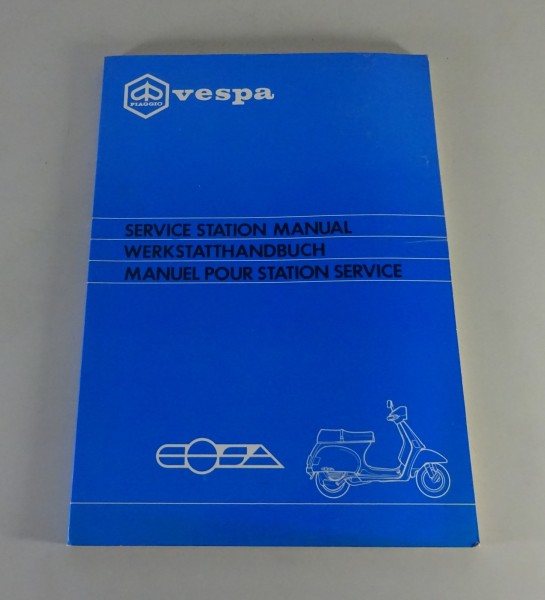 PIAGGIO
vespa
SERVICE STATION MANUAL
WERKSTATTHANDBUCH
MANUEL POUR STATION SERVICE
COSA